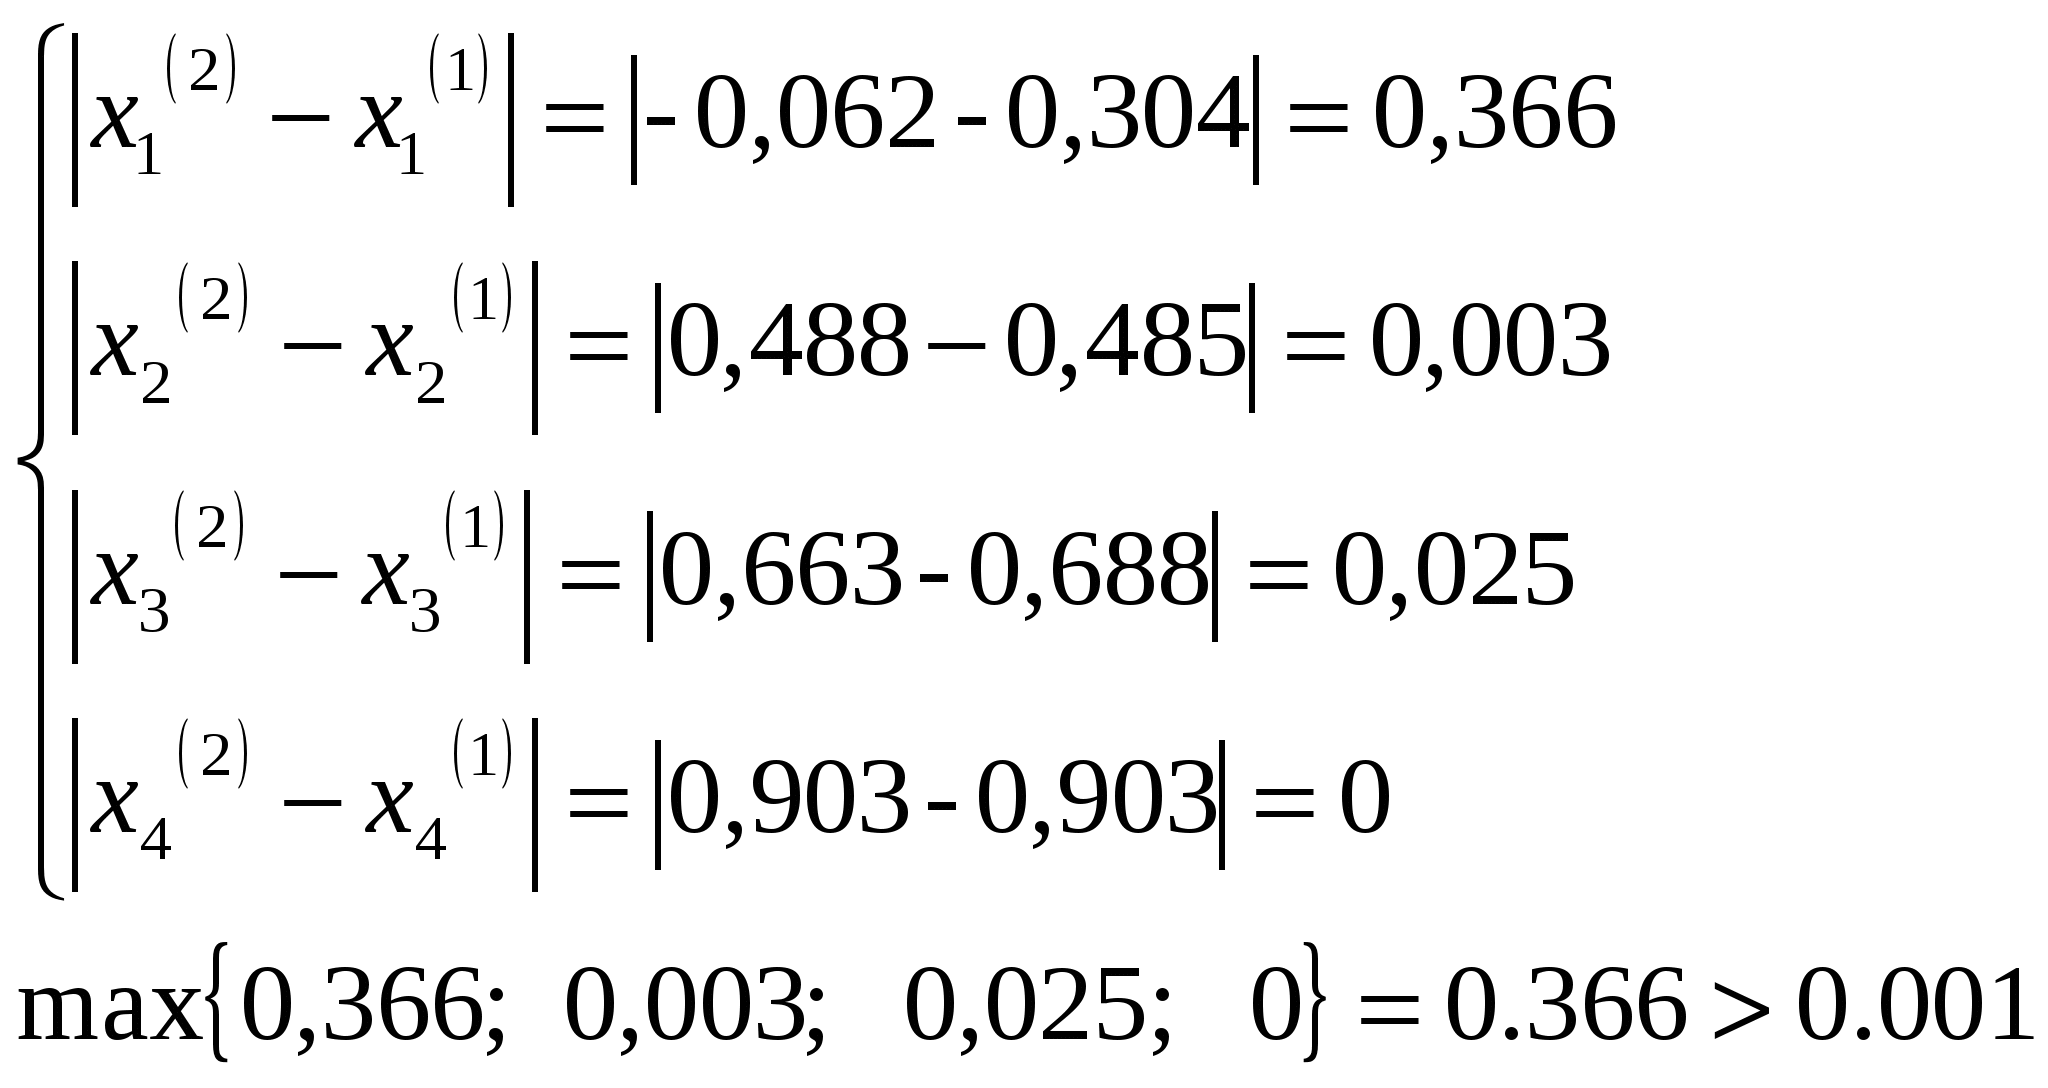 |x₁⁽²⁾ − x₁⁽¹⁾| = |- 0,062 - 0,304| = 0,366
|x₂⁽²⁾ − x₂⁽¹⁾| = |0,488 − 0,485| = 0,003
|x₃⁽²⁾ − x₃⁽¹⁾| = |0,663 - 0,688| = 0,025
|x₄⁽²⁾ − x₄⁽¹⁾| = |0,903 - 0,903| = 0
max{0,366; 0,003; 0,025; 0} = 0.366 > 0.001